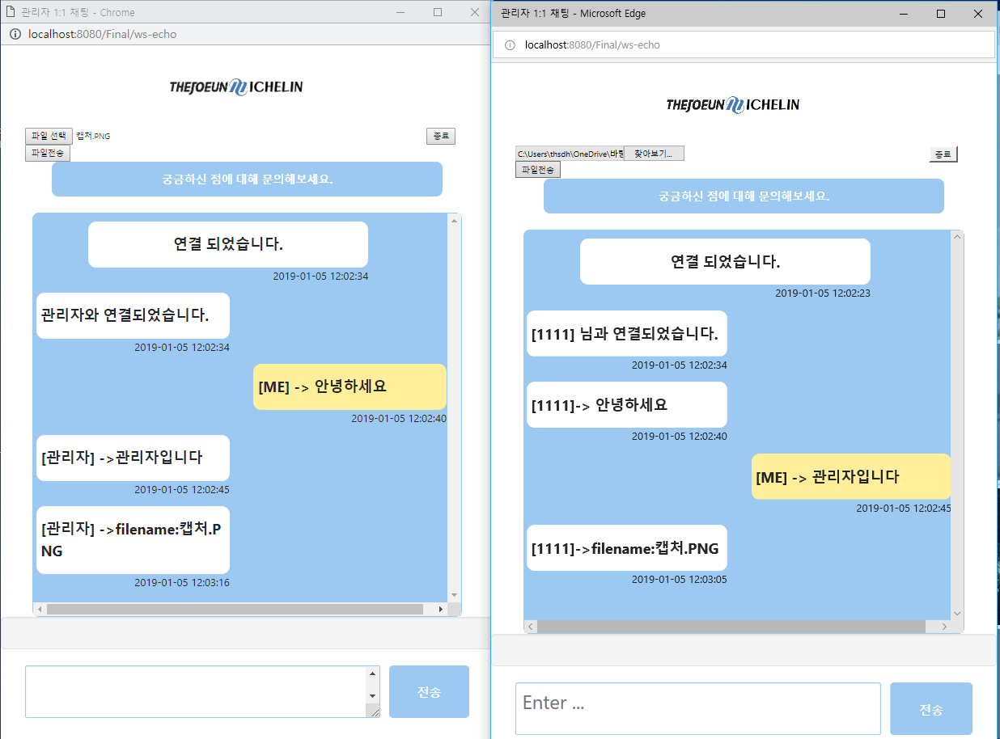 관리자 1:1 채팅 - Chrome
localhost:8080/Final/ws-echo
THEJOEUN MICHELIN
파일 선택 캡처.PNG
종료
파일전송
궁금하신 점에 대해 문의해보세요.
연결 되었습니다.
2019-01-05 12:02:34
관리자와 연결되었습니다.
2019-01-05 12:02:34
[ME] -> 안녕하세요
2019-01-05 12:02:40
[관리자] ->관리자입니다
2019-01-05 12:02:45
[관리자] ->filename:캡처.P
NG
2019-01-05 12:03:16
전송
관리자 1:1 채팅 - Microsoft Edge
localhost:8080/Final/ws-echo
THEJOEUN MICHELIN
C:\Users\thsdh\OneDrive\바탕 찾아보기...
종료
파일전송
궁금하신 점에 대해 문의해보세요.
연결 되었습니다.
2019-01-05 12:02:23
[1111] 님과 연결되었습니다.
2019-01-05 12:02:34
[1111]-> 안녕하세요
2019-01-05 12:02:40
[ME] -> 관리자입니다
2019-01-05 12:02:45
[1111]->filename:캡처.PNG
2019-01-05 12:03:05
Enter ...
전송